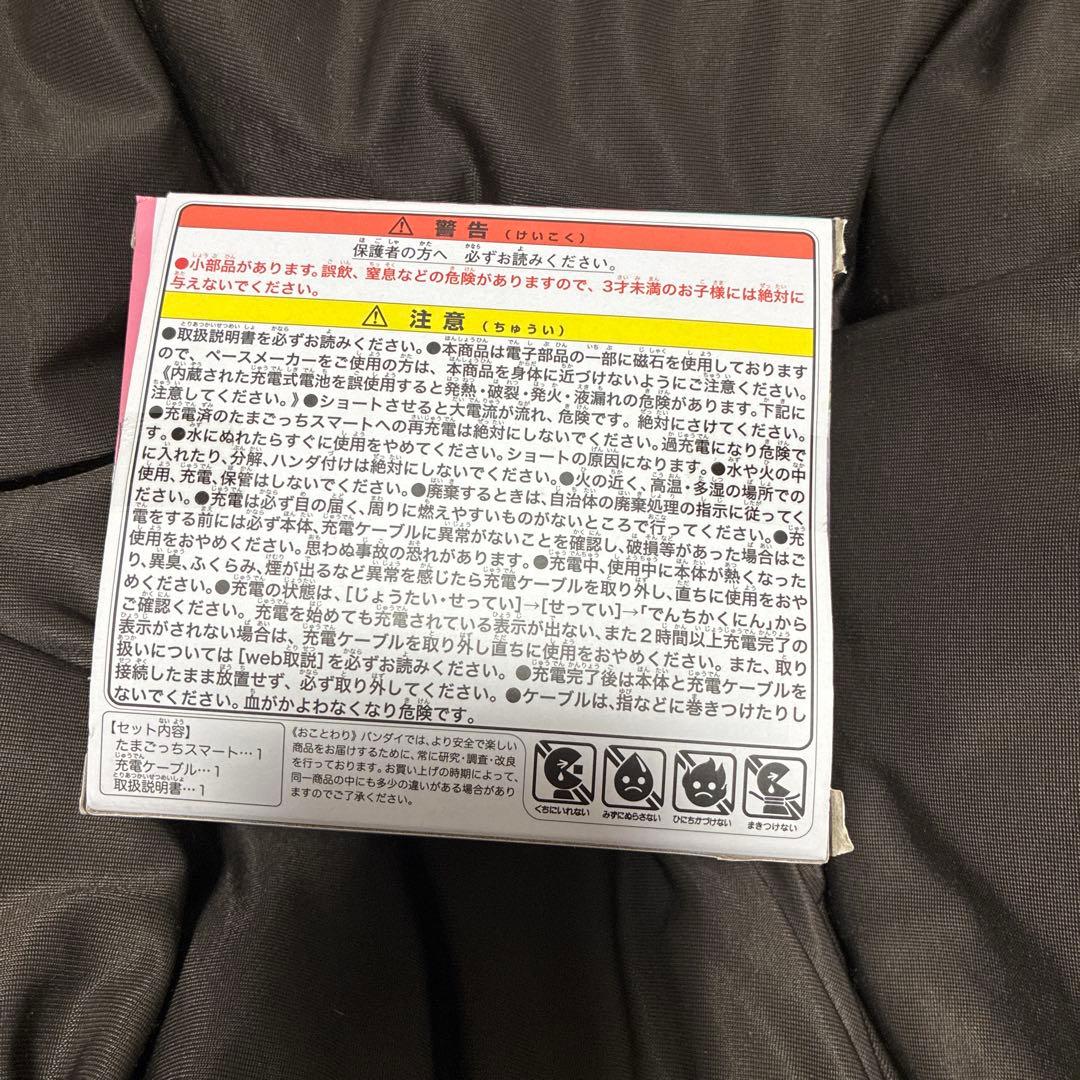 ⚠ 警告(けいこく)
保護者の方へ 必ずお読みください。
●小部品があります。誤飲、窒息などの危険がありますので、3才未満のお子様には絶対に
与えないでください。
⚠ 注意(ちゅうい)
●取扱説明書を必ずお読みください。●本商品は電子部品の一部に磁石を使用しております
ので、ペースメーカーをご使用の方は、本商品を身体に近づけないようにご注意ください。
《内蔵された充電式電池を誤使用すると発熱・破裂・発火・液漏れの危険があります。下記に
注意してください。》●ショートさせると大電流が流れ、危険です。絶対にさけてください。
●充電済のたまごっちスマートへの再充電は絶対にしないでください。過充電になり危険で
す。●水にぬれたらすぐに使用をやめてください。ショートの原因になります。●水や火の中
に入れたり、分解、ハンダ付けは絶対にしないでください。●火の近く、高温・多湿の場所での
使用、充電、保管はしないでください。●廃棄するときは、自治体の廃棄処理の指示に従ってく
ださい。●充電は必ず目の届く、周りに燃えやすいものがないところで行ってください。●充
電をする前には必ず本体、充電ケーブルに異常がないことを確認し、破損等があった場合はご
使用をおやめください。思わぬ事故の恐れがあります。●充電中、使用中に本体が熱くなった
り、異臭、ふくらみ、煙が出るなど異常を感じたら充電ケーブルを取り外し、直ちに使用をおや
めください。●充電の状態は、[じょうたい・せってい]→[せってい]→「でんちかくにん」から
ご確認ください。充電を始めても充電されている表示が出ない、また2時間以上充電完了の
表示がされない場合は、充電ケーブルを取り外し直ちに使用をおやめください。また、取り
扱いについては[web取説]を必ずお読みください。●充電完了後は本体と充電ケーブルを
接続したまま放置せず、必ず取り外してください。●ケーブルは、指などに巻きつけたりし
ないでください。血がかよわなくなり危険です。
【セット内容】
たまごっちスマート…1
充電ケーブル…1
取扱説明書…1
《おことわり》バンダイでは、より安全で楽しい
商品をお届けするために、常に研究・調査・改良
を行っております。お買い上げの時期によって、
同一商品の中にも多少の違いがある場合があり
ますのでご了承ください。
くちにいれない
みずにぬらさない
ひにちかづけない
まきつけない